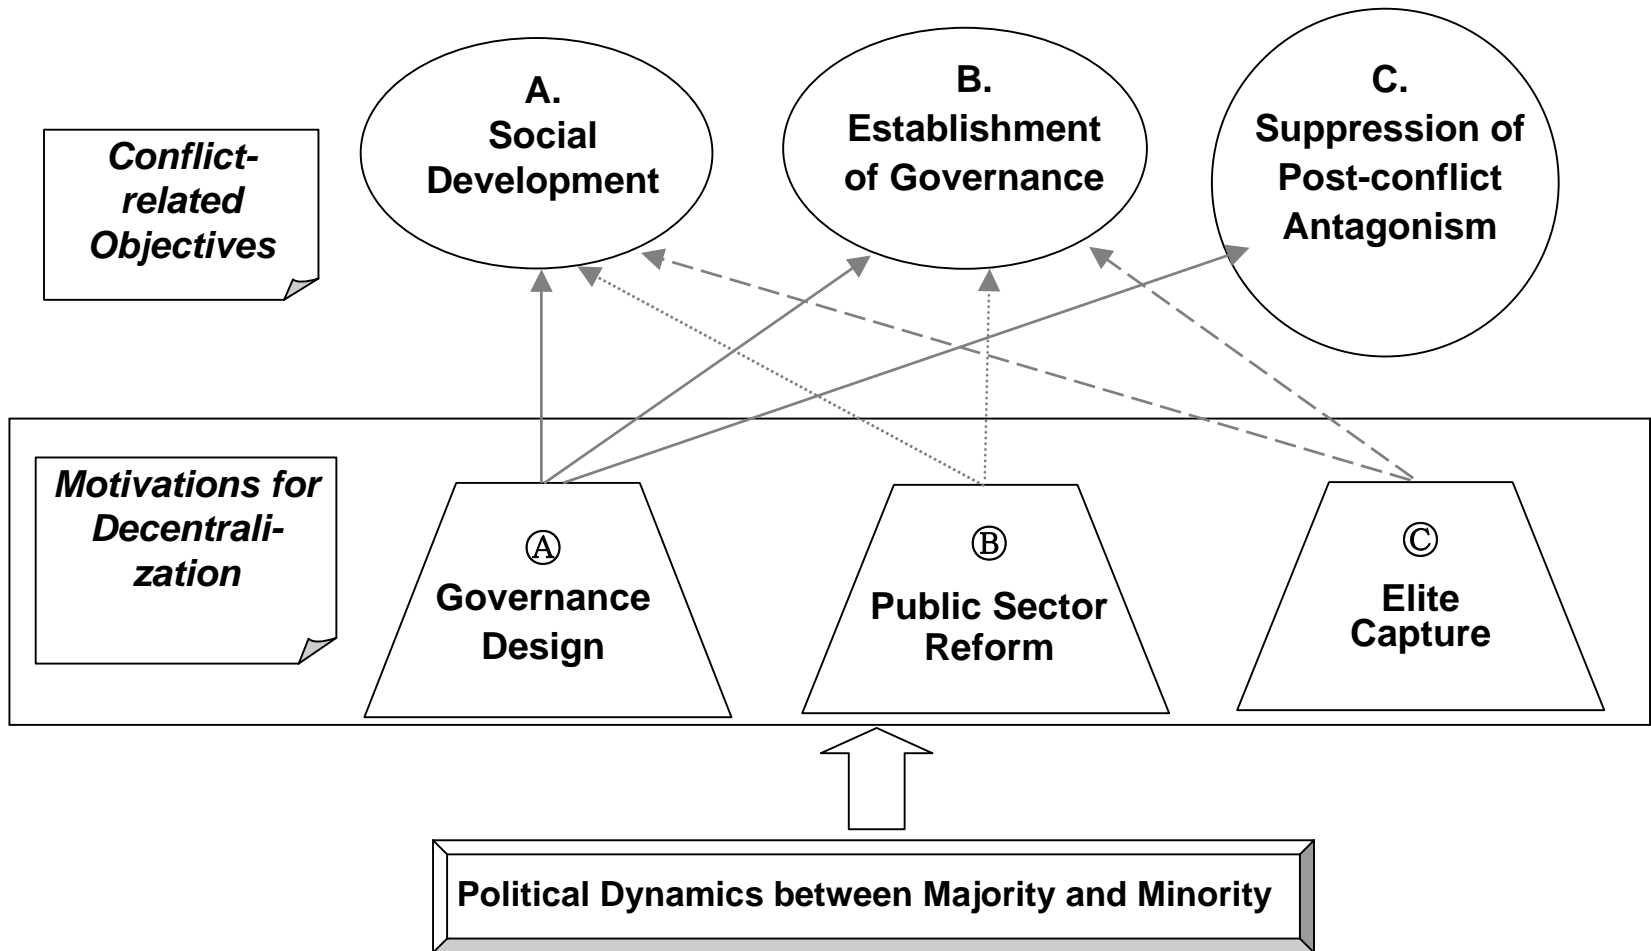 Conflict-
related
Objectives
A.
Social
Development
B.
Establishment
of Governance
C.
Suppression of
Post-conflict
Antagonism
Motivations for
Decentrali-
zation
Ⓐ
Governance
Design
Ⓑ
Public Sector
Reform
Ⓒ
Elite
Capture
Political Dynamics between Majority and Minority